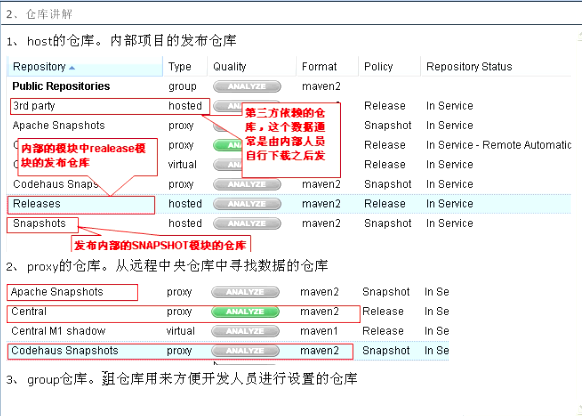 2、仓库讲解
1、host的仓库。内部项目的发布仓库
Repository Type Quality Format Policy Repository Status
Public Repositories group ANALYZE maven2
3rd party hosted ANALYZE maven2 Release In Service
第三方依赖的仓库，这个数据通常是由内部人员自行下载之后发
Apache Snapshots proxy Snapshot In Service
内部的模块中realease模块的发布仓库
proxy Release In Service - Remote Automatic
virtual Release In Service
Codehaus Snaps proxy ANALYZE maven2 Snapshot In Service
Releases hosted ANALYZE maven2 Release In Service
Snapshots hosted ANALYZE maven2 Snapshot In Service
发布内部的SNAPSHOT模块的仓库
2、proxy的仓库。从远程中央仓库中寻找数据的仓库
Apache Snapshots proxy ANALYZE maven2 Snapshot In Se
Central proxy ANALYZE maven2 Release In Se
Central M1 shadow virtual ANALYZE maven1 Release In Se
Codehaus Snapshots proxy ANALYZE maven2 Snapshot In Se
3、group仓库。组仓库用来方便开发人员进行设置的仓库